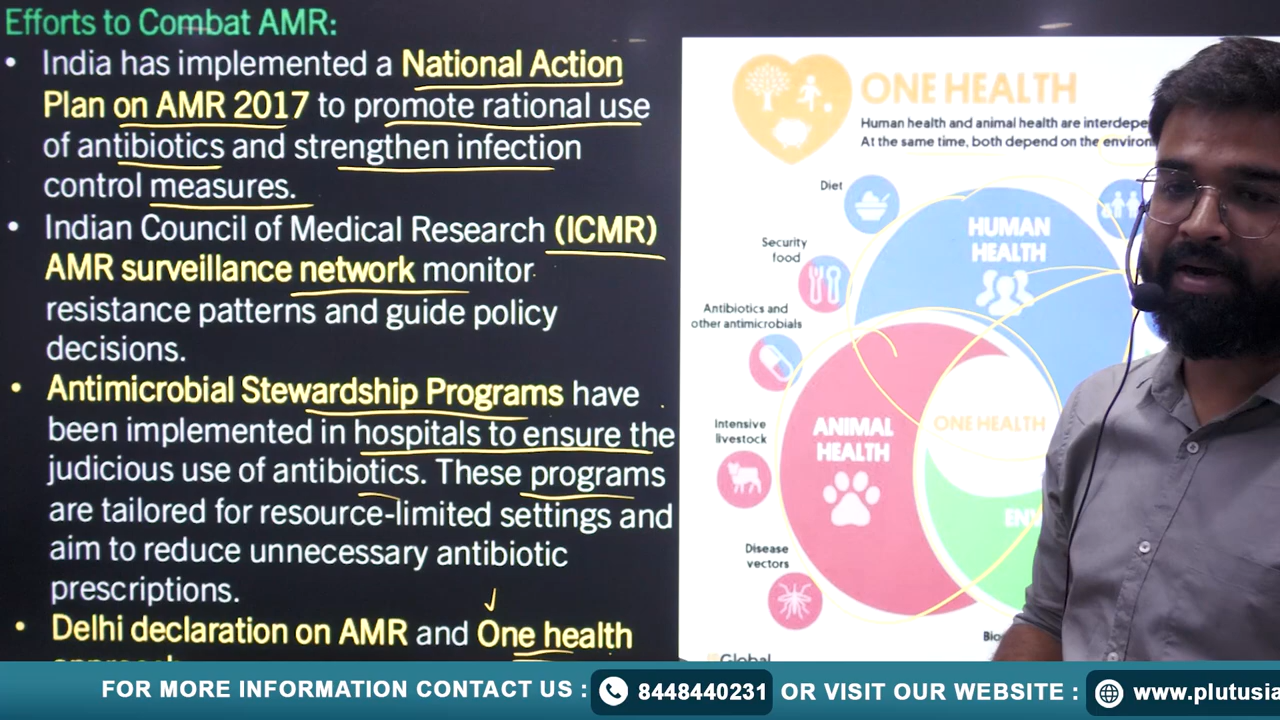 Efforts to Combat AMR:
• India has implemented a National Action
Plan on AMR 2017 to promote rational use
of antibiotics and strengthen infection
control measures.
• Indian Council of Medical Research (ICMR)
AMR surveillance network monitor
resistance patterns and guide policy
decisions.
• Antimicrobial Stewardship Programs have
been implemented in hospitals to ensure the
judicious use of antibiotics. These programs
are tailored for resource-limited settings and
aim to reduce unnecessary antibiotic
prescriptions.
• Delhi declaration on AMR and One health
approach
ONE HEALTH
Human health and animal health are
At the same time, both depend on the
Diet
Security
food
Antibiotics and
other antimicrobials
Intensive
livestock
Disease
vectors
HUMAN
HEALTH
ANIMAL
HEALTH
ONE HEALTH
Global
FOR MORE INFORMATION CONTACT US : 8448440231 OR VISIT OUR WEBSITE : www.plutusia